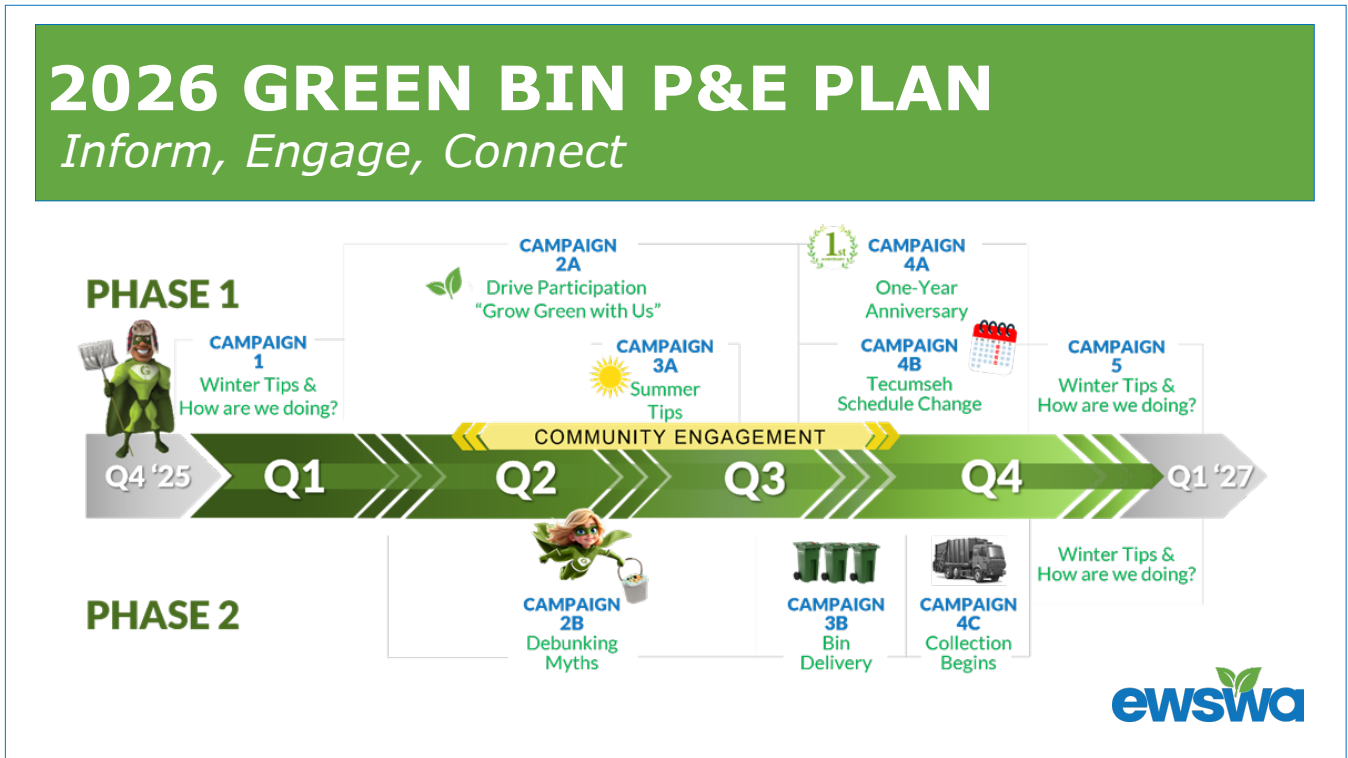 2026 GREEN BIN P&E PLAN
Inform, Engage, Connect
PHASE 1
CAMPAIGN
1
Winter Tips &
How are we doing?
CAMPAIGN
2A
Drive Participation
“Grow Green with Us”
CAMPAIGN
3A
Summer
Tips
1st
anniversary
CAMPAIGN
4A
One-Year
Anniversary
CAMPAIGN
4B
Tecumseh
Schedule Change
CAMPAIGN
5
Winter Tips &
How are we doing?
COMMUNITY ENGAGEMENT
Q4 ‘25
Q1
Q2
Q3
Q4
Q1 ‘27
PHASE 2
CAMPAIGN
2B
Debunking
Myths
CAMPAIGN
3B
Bin
Delivery
CAMPAIGN
4C
Collection
Begins
Winter Tips &
How are we doing?
ewswa